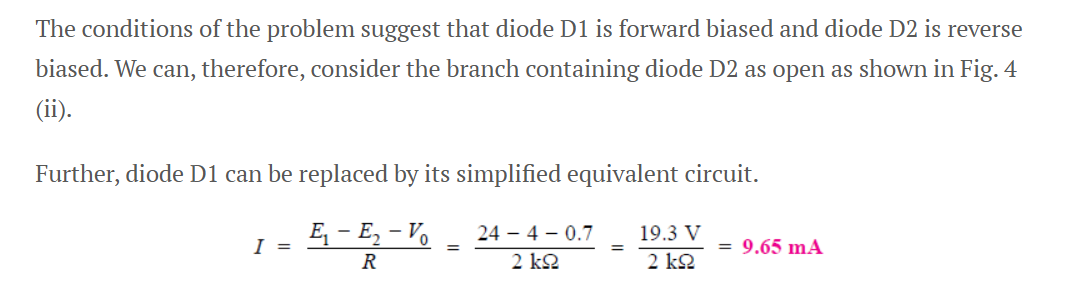 The conditions of the problem suggest that diode D1 is forward biased and diode D2 is reverse
biased. We can, therefore, consider the branch containing diode D2 as open as shown in Fig. 4
(ii).
Further, diode D1 can be replaced by its simplified equivalent circuit.
I = (E₁ – E₂ – V₀) / R = (24 – 4 – 0.7) / 2 kΩ = 19.3 V / 2 kΩ = 9.65 mA